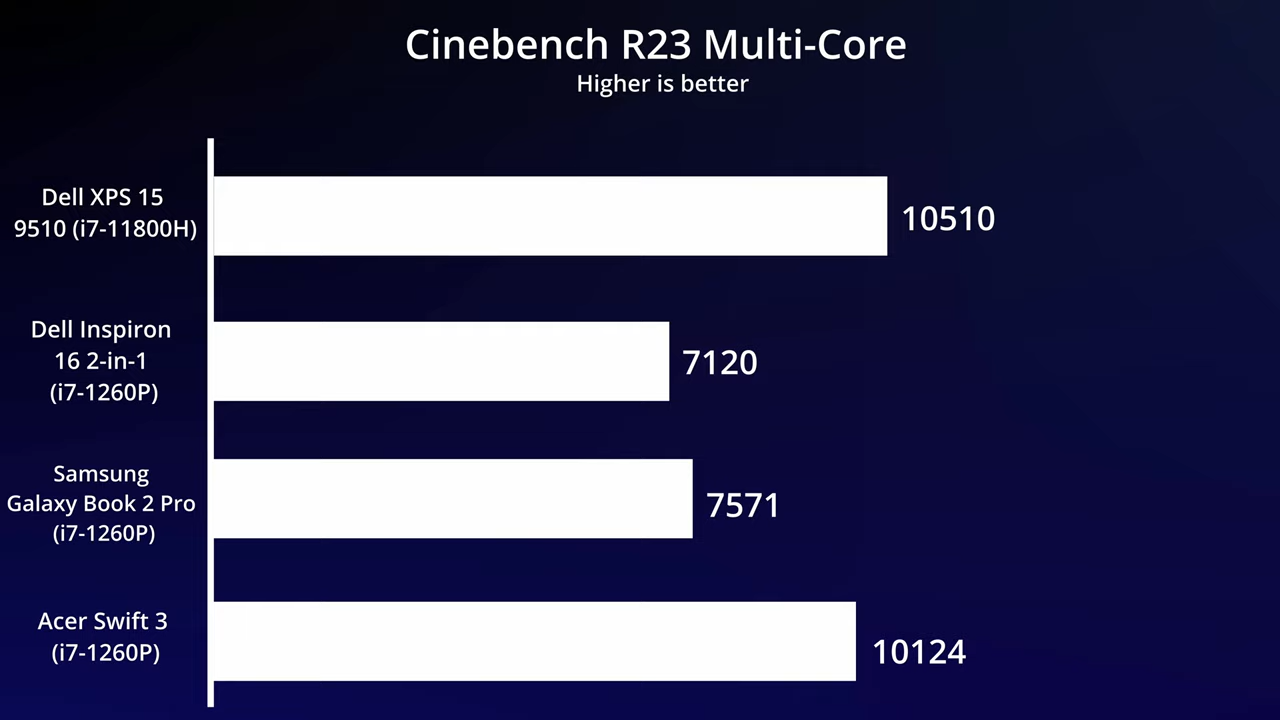 Cinebench R23 Multi-Core
Higher is better
Dell XPS 15
9510 (i7-11800H)
10510
Dell Inspiron
16 2-in-1
(i7-1260P)
7120
Samsung
Galaxy Book 2 Pro
(i7-1260P)
7571
Acer Swift 3
(i7-1260P)
10124